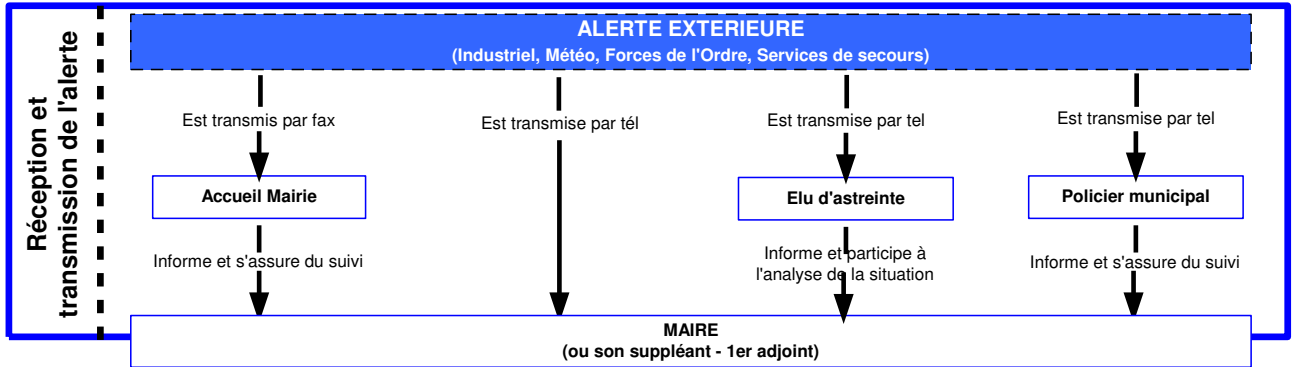 Réception et
transmission de l'alerte
ALERTE EXTERIEURE
(Industriel, Météo, Forces de l'Ordre, Services de secours)
Est transmis par fax
Est transmise par tél
Est transmise par tel
Est transmise par tel
Accueil Mairie
Elu d'astreinte
Policier municipal
Informe et s'assure du suivi
Informe et participe à
l'analyse de la situation
Informe et s'assure du suivi
MAIRE
(ou son suppléant - 1er adjoint)